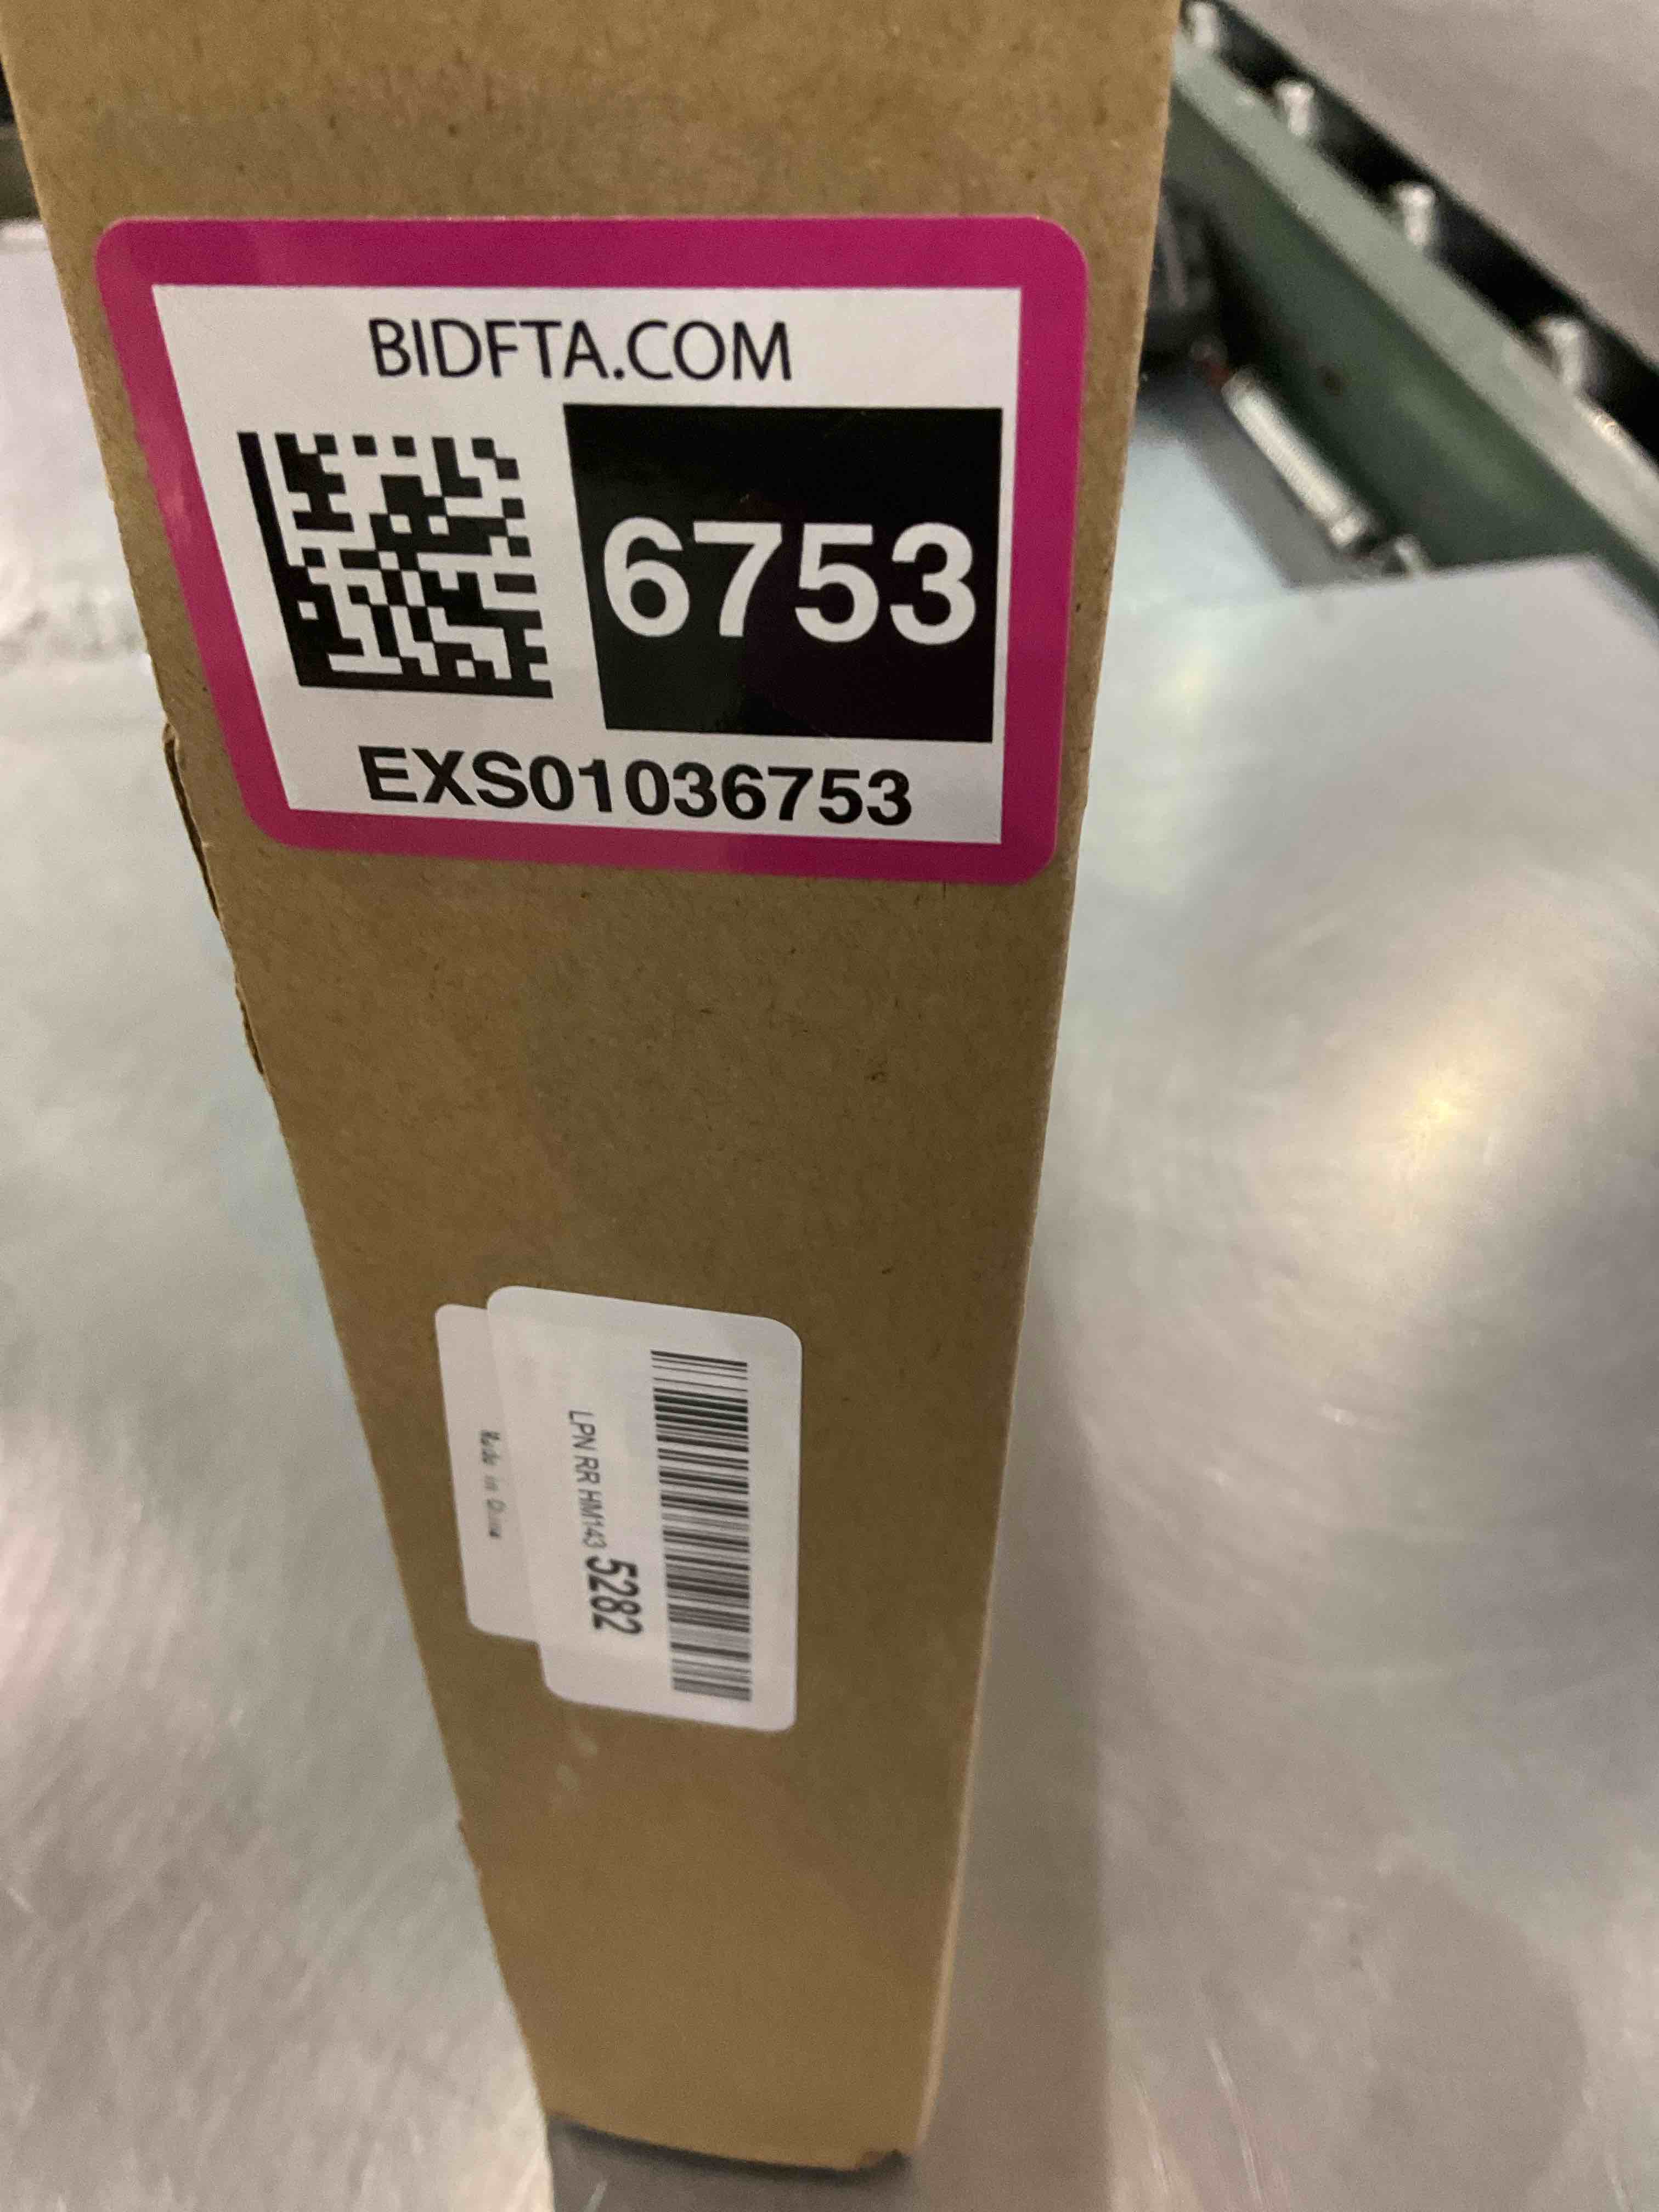 BIDFTA.COM
6753
EXS01036753
LPN RR HM143 5282
Made in China